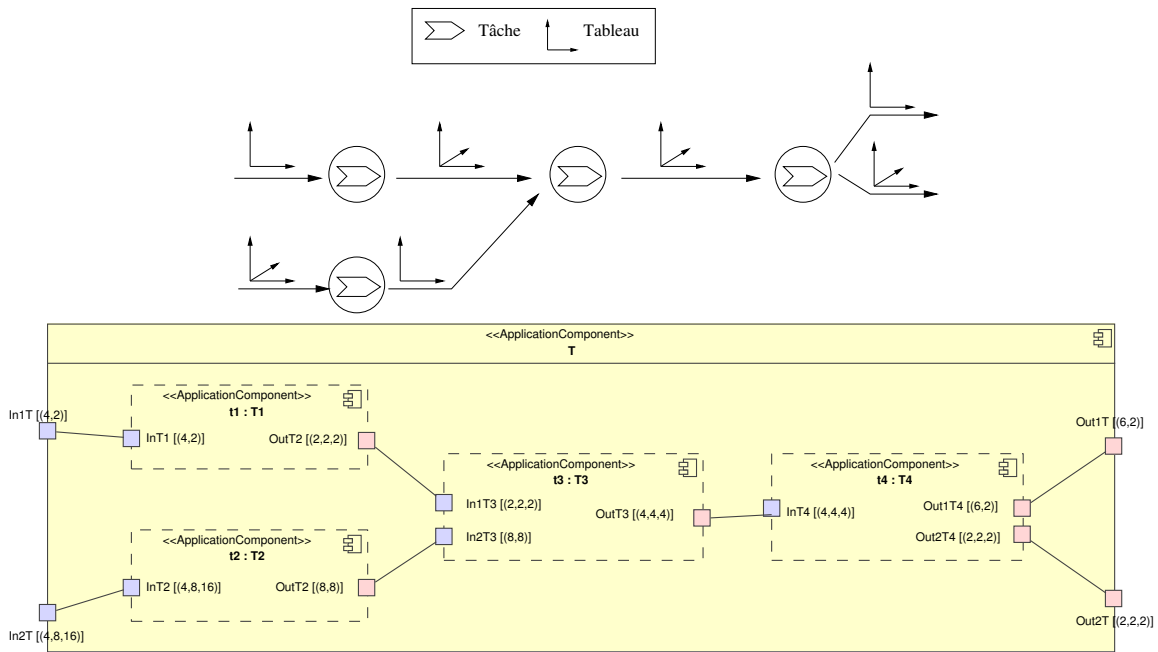 Tâche
Tableau
<<ApplicationComponent>>
T
<<ApplicationComponent>>
t1 : T1
In1T [(4,2)]
InT1 [(4,2)]
OutT2 [(2,2,2)]
Out1T [(6,2)]
<<ApplicationComponent>>
t3 : T3
In1T3 [(2,2,2)]
OutT3 [(4,4,4)]
In2T3 [(8,8)]
<<ApplicationComponent>>
t4 : T4
InT4 [(4,4,4)]
Out1T4 [(6,2)]
Out2T4 [(2,2,2)]
<<ApplicationComponent>>
t2 : T2
InT2 [(4,8,16)]
OutT2 [(8,8)]
In2T [(4,8,16)]
Out2T [(2,2,2)]